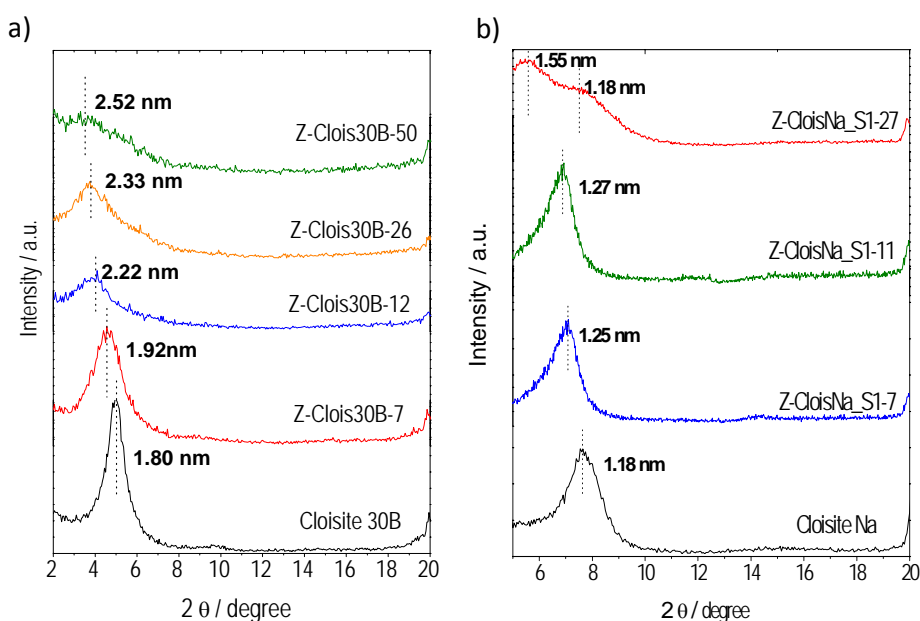 a)
2.52 nm
Z-Clois30B-50
2.33 nm
Z-Clois30B-26
2.22 nm
Z-Clois30B-12
1.92nm
Z-Clois30B-7
1.80 nm
Cloisite 30B
Intensity / a.u.
2 4 6 8 10 12 14 16 18 20
2 θ / degree
b)
1.55 nm
1.18 nm
Z-CloisNa_S1-27
1.27 nm
Z-CloisNa_S1-11
1.25 nm
Z-CloisNa_S1-7
1.18 nm
Cloisite Na
Intensity / a.u.
6 8 10 12 14 16 18 20
2 θ / degree